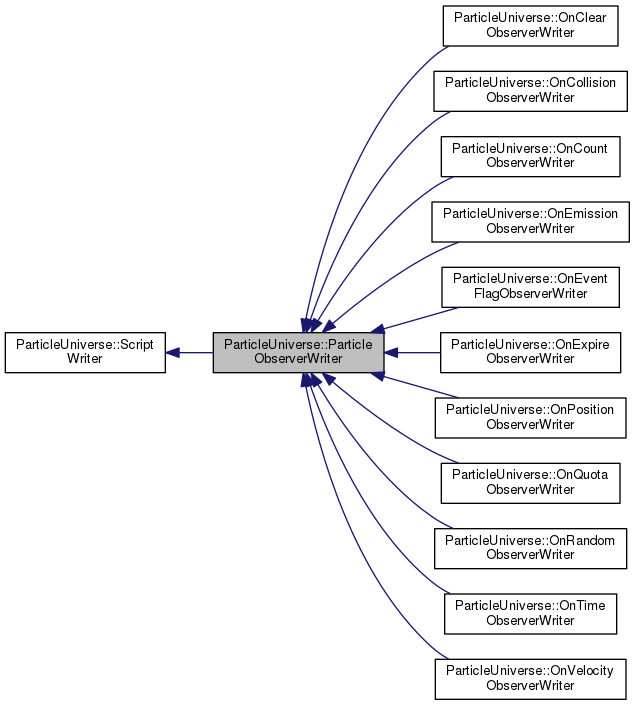 ParticleUniverse::OnClear
ObserverWriter
ParticleUniverse::OnCollision
ObserverWriter
ParticleUniverse::OnCount
ObserverWriter
ParticleUniverse::OnEmission
ObserverWriter
ParticleUniverse::OnEvent
FlagObserverWriter
ParticleUniverse::Script
Writer
ParticleUniverse::Particle
ObserverWriter
ParticleUniverse::OnExpire
ObserverWriter
ParticleUniverse::OnPosition
ObserverWriter
ParticleUniverse::OnQuota
ObserverWriter
ParticleUniverse::OnRandom
ObserverWriter
ParticleUniverse::OnTime
ObserverWriter
ParticleUniverse::OnVelocity
ObserverWriter